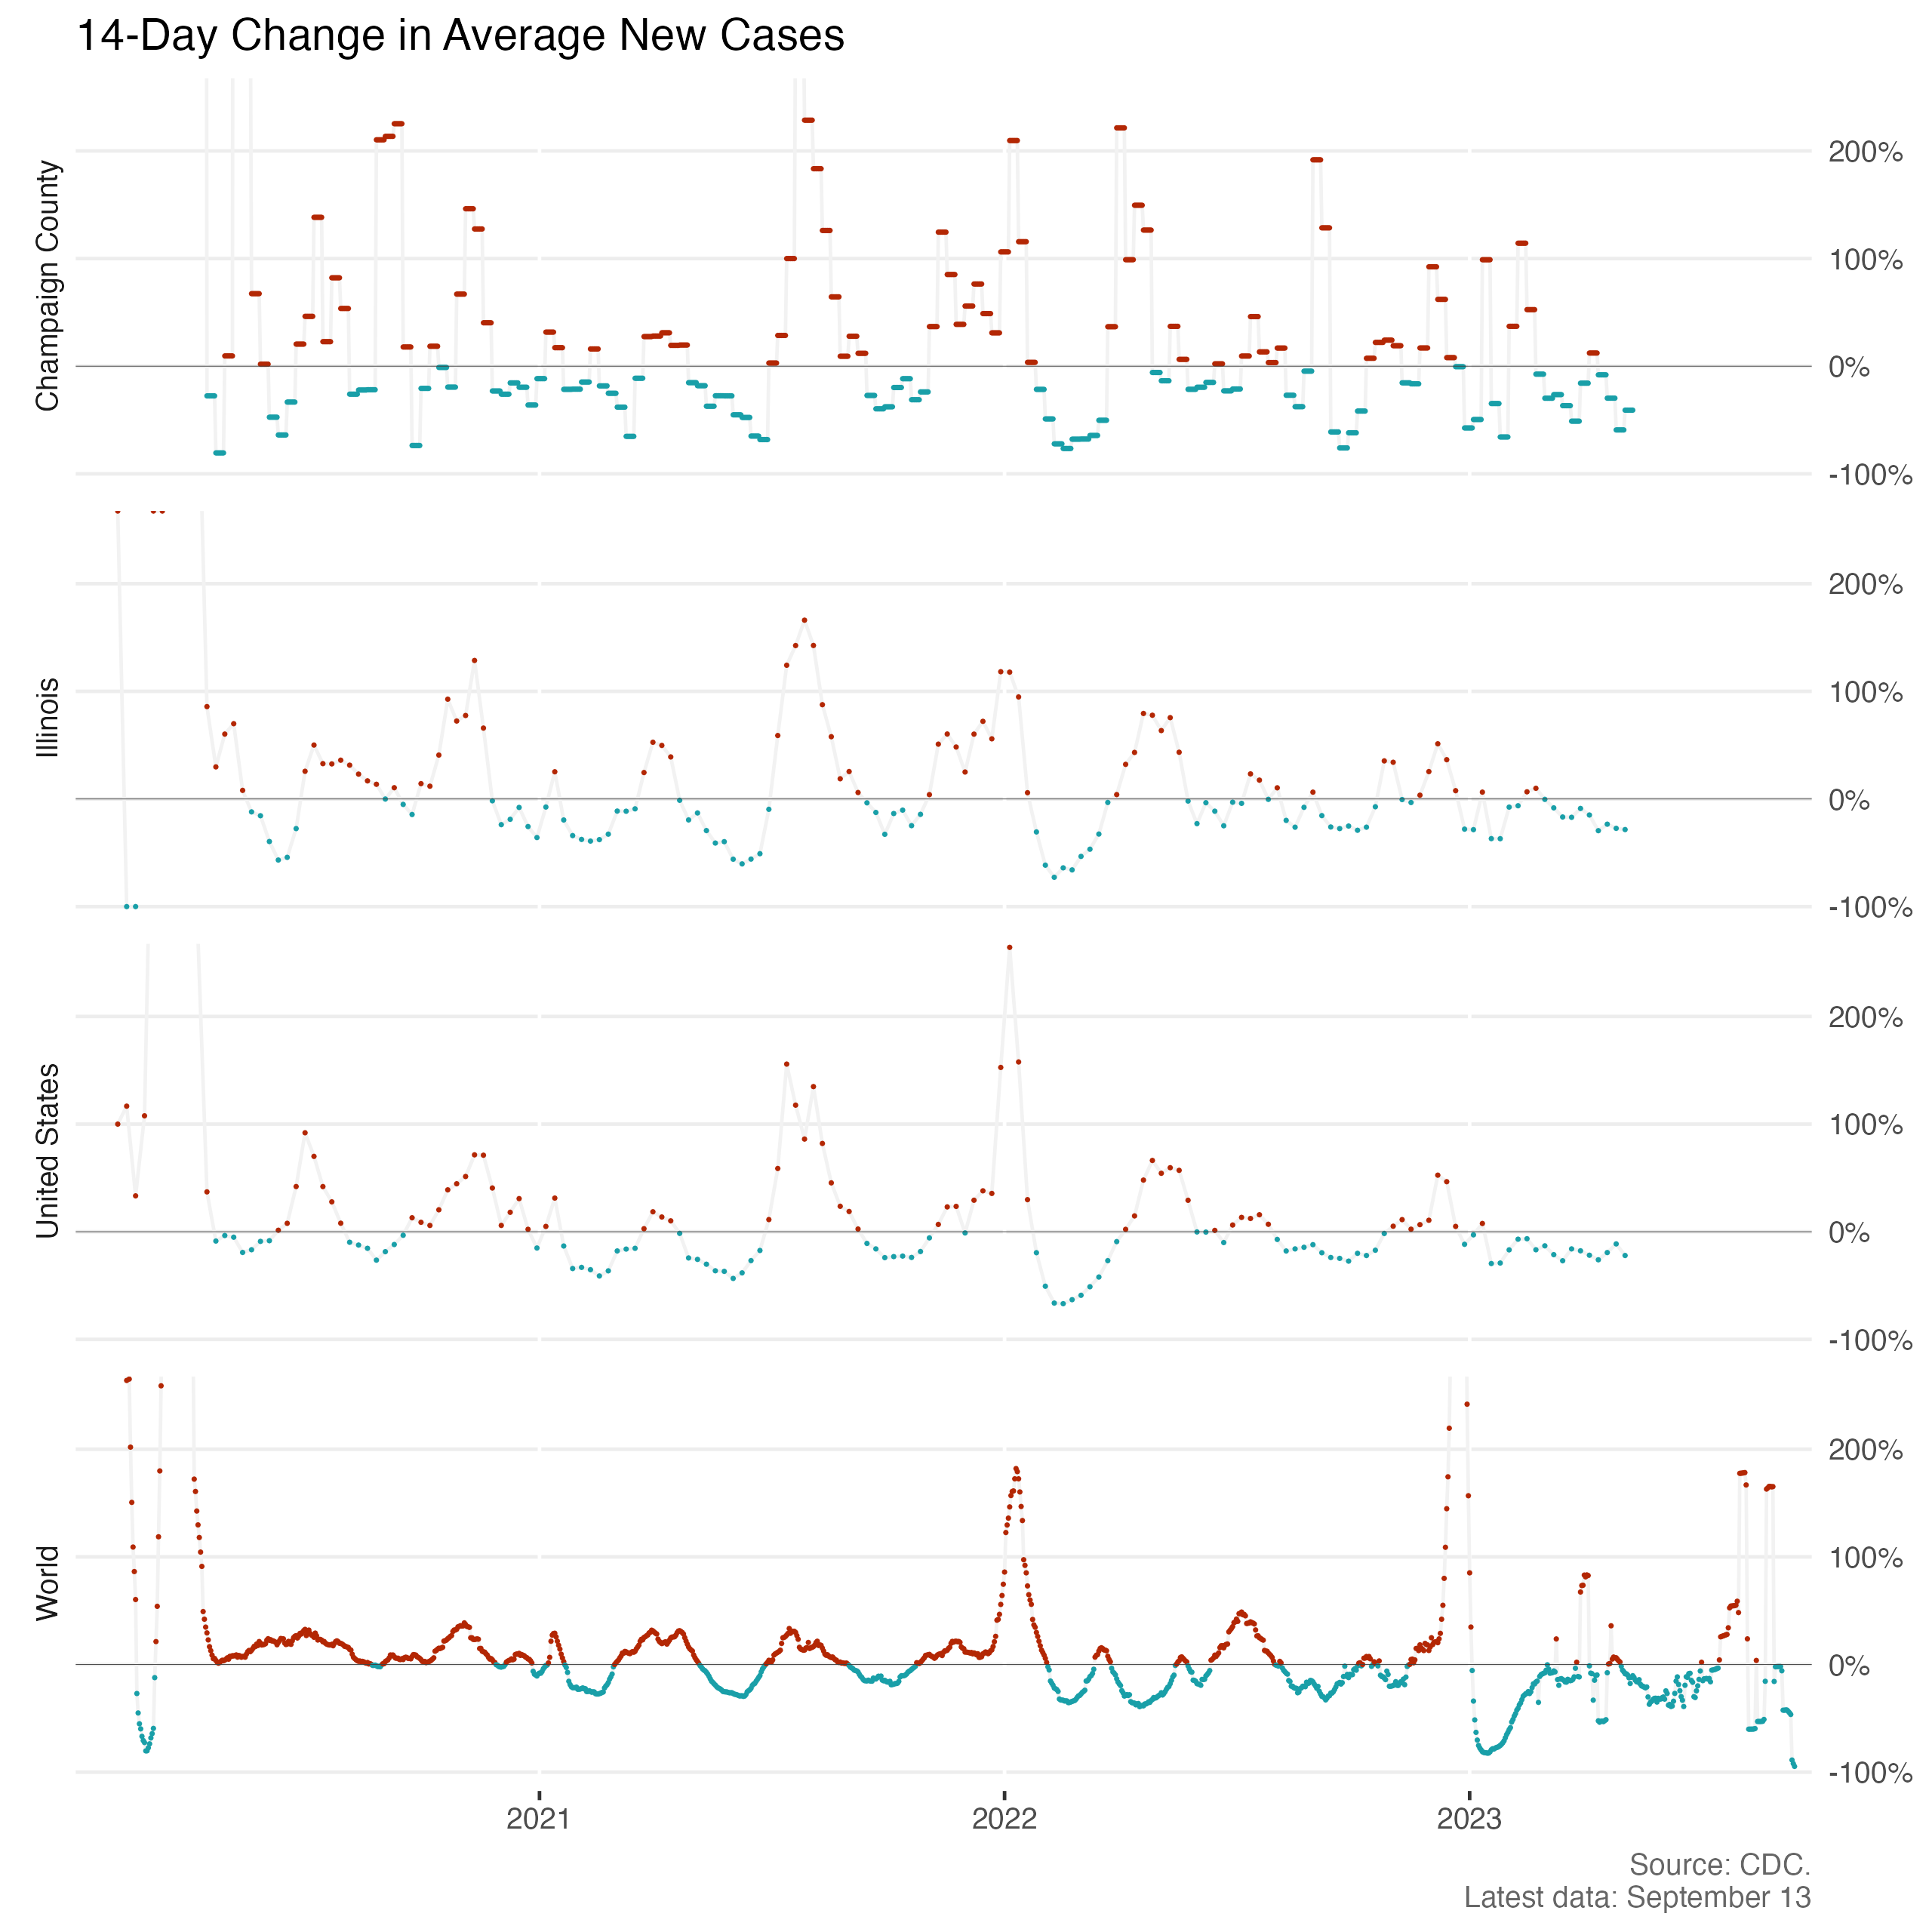 14-Day Change in Average New Cases
Champaign County
200%
100%
0%
-100%
Illinois
200%
100%
0%
-100%
United States
200%
100%
0%
-100%
World
200%
100%
0%
-100%
2021
2022
2023
Source: CDC.
Latest data: September 13